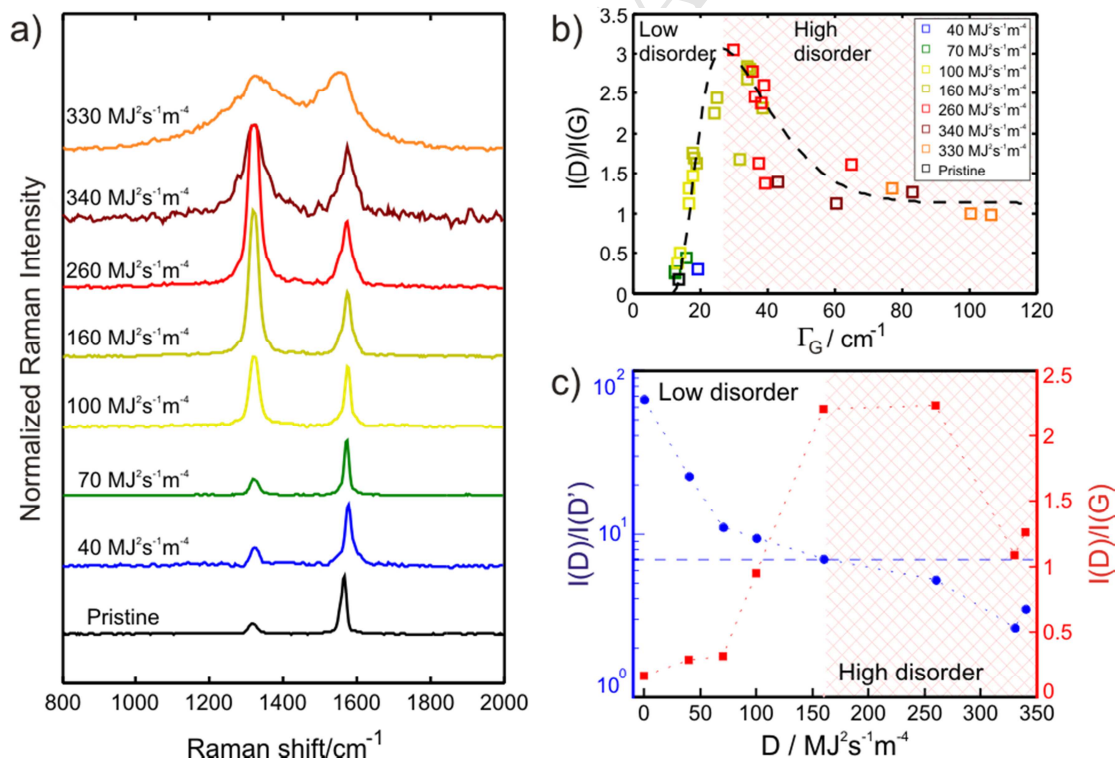 a)
Normalized Raman Intensity
330 MJ²s⁻¹m⁻⁴
340 MJ²s⁻¹m⁻⁴
260 MJ²s⁻¹m⁻⁴
160 MJ²s⁻¹m⁻⁴
100 MJ²s⁻¹m⁻⁴
70 MJ²s⁻¹m⁻⁴
40 MJ²s⁻¹m⁻⁴
Pristine
800 1000 1200 1400 1600 1800 2000
Raman shift/cm⁻¹
b)
I(D)/I(G)
3.5
3
2.5
2
1.5
1
0.5
0
Low disorder
High disorder
40 MJ²s⁻¹m⁻⁴
70 MJ²s⁻¹m⁻⁴
100 MJ²s⁻¹m⁻⁴
160 MJ²s⁻¹m⁻⁴
260 MJ²s⁻¹m⁻⁴
340 MJ²s⁻¹m⁻⁴
330 MJ²s⁻¹m⁻⁴
Pristine
0 20 40 60 80 100 120
Γ_G / cm⁻¹
c)
I(D)/I(D')
10²
10¹
10⁰
Low disorder
High disorder
2.5
2
1.5
1
0.5
0
I(D)/I(G)
0 50 100 150 200 250 300 350
D / MJ²s⁻¹m⁻⁴